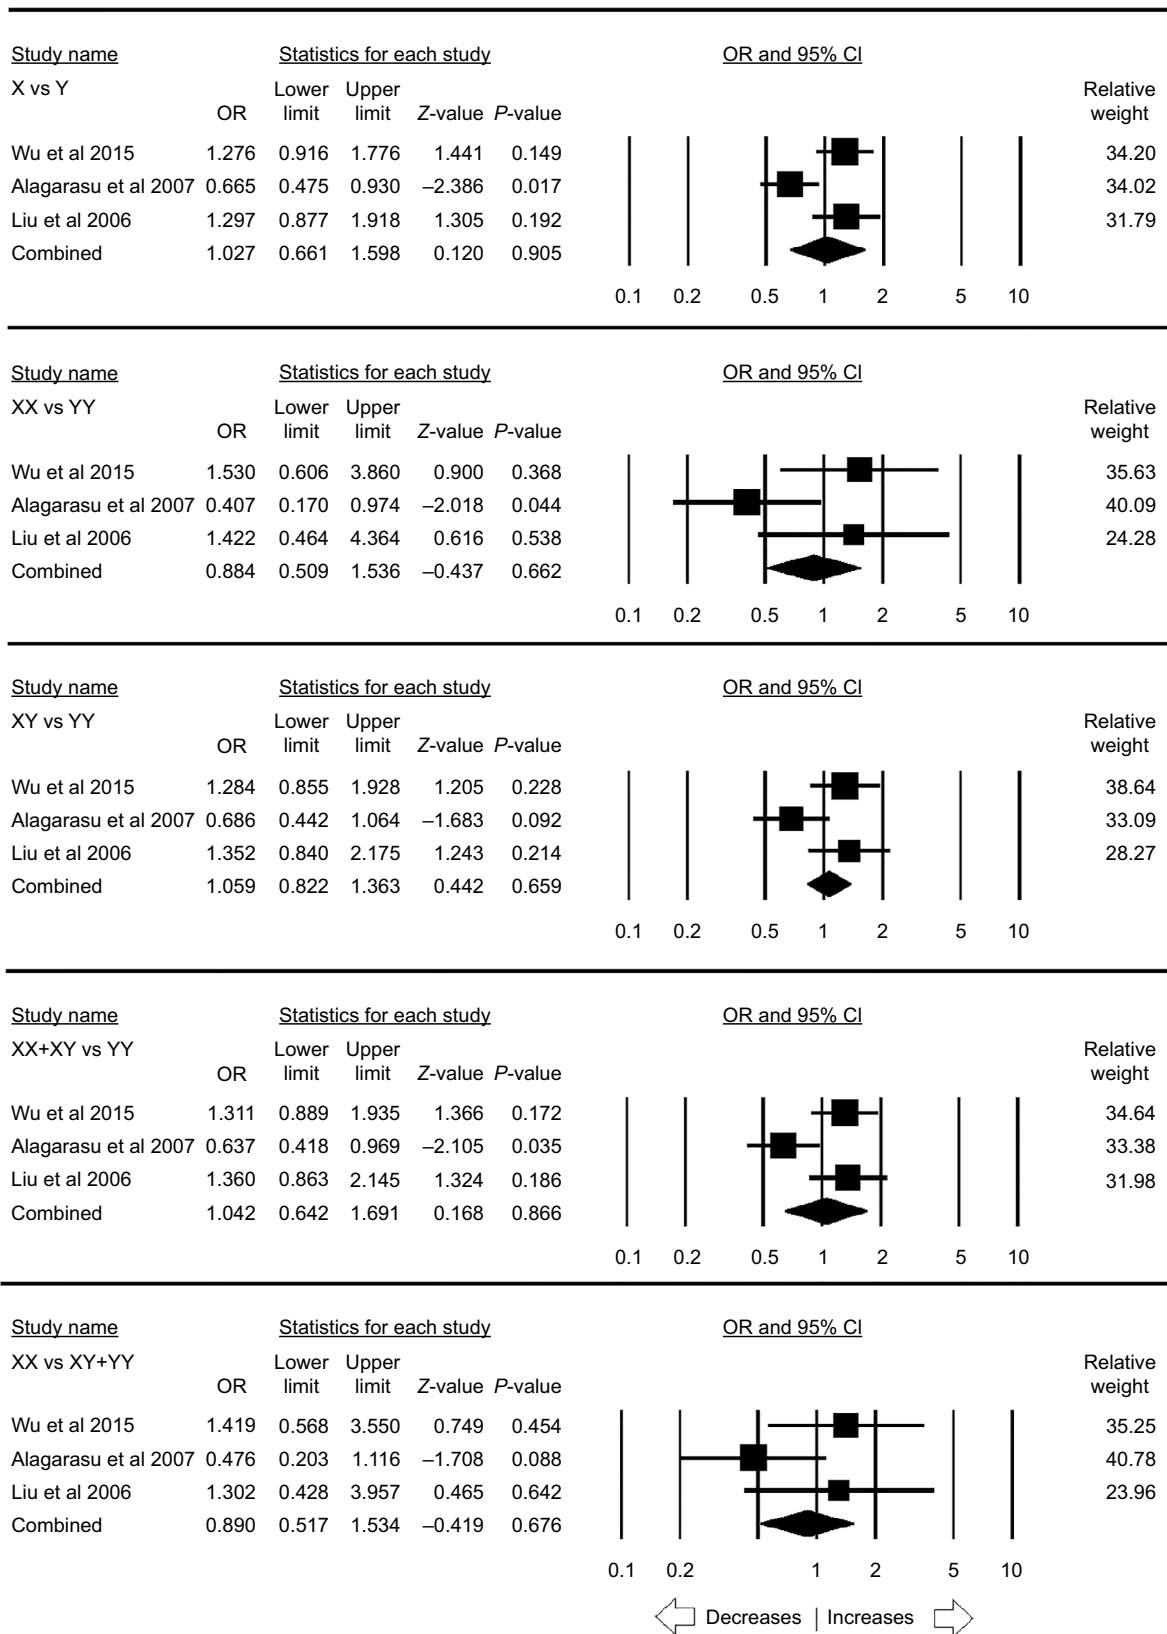 Study name Statistics for each study OR and 95% CI
X vs Y Lower Upper Relative
OR limit limit Z-value P-value weight
Wu et al 2015 1.276 0.916 1.776 1.441 0.149 34.20
Alagarasu et al 2007 0.665 0.475 0.930 –2.386 0.017 34.02
Liu et al 2006 1.297 0.877 1.918 1.305 0.192 31.79
Combined 1.027 0.661 1.598 0.120 0.905
0.1 0.2 0.5 1 2 5 10
Study name Statistics for each study OR and 95% CI
XX vs YY Lower Upper Relative
OR limit limit Z-value P-value weight
Wu et al 2015 1.530 0.606 3.860 0.900 0.368 35.63
Alagarasu et al 2007 0.407 0.170 0.974 –2.018 0.044 40.09
Liu et al 2006 1.422 0.464 4.364 0.616 0.538 24.28
Combined 0.884 0.509 1.536 –0.437 0.662
0.1 0.2 0.5 1 2 5 10
Study name Statistics for each study OR and 95% CI
XY vs YY Lower Upper Relative
OR limit limit Z-value P-value weight
Wu et al 2015 1.284 0.855 1.928 1.205 0.228 38.64
Alagarasu et al 2007 0.686 0.442 1.064 –1.683 0.092 33.09
Liu et al 2006 1.352 0.840 2.175 1.243 0.214 28.27
Combined 1.059 0.822 1.363 0.442 0.659
0.1 0.2 0.5 1 2 5 10
Study name Statistics for each study OR and 95% CI
XX+XY vs YY Lower Upper Relative
OR limit limit Z-value P-value weight
Wu et al 2015 1.311 0.889 1.935 1.366 0.172 34.64
Alagarasu et al 2007 0.637 0.418 0.969 –2.105 0.035 33.38
Liu et al 2006 1.360 0.863 2.145 1.324 0.186 31.98
Combined 1.042 0.642 1.691 0.168 0.866
0.1 0.2 0.5 1 2 5 10
Study name Statistics for each study OR and 95% CI
XX vs XY+YY Lower Upper Relative
OR limit limit Z-value P-value weight
Wu et al 2015 1.419 0.568 3.550 0.749 0.454 35.25
Alagarasu et al 2007 0.476 0.203 1.116 –1.708 0.088 40.78
Liu et al 2006 1.302 0.428 3.957 0.465 0.642 23.96
Combined 0.890 0.517 1.534 –0.419 0.676
0.1 0.2 1 2 5 10
Decreases | Increases